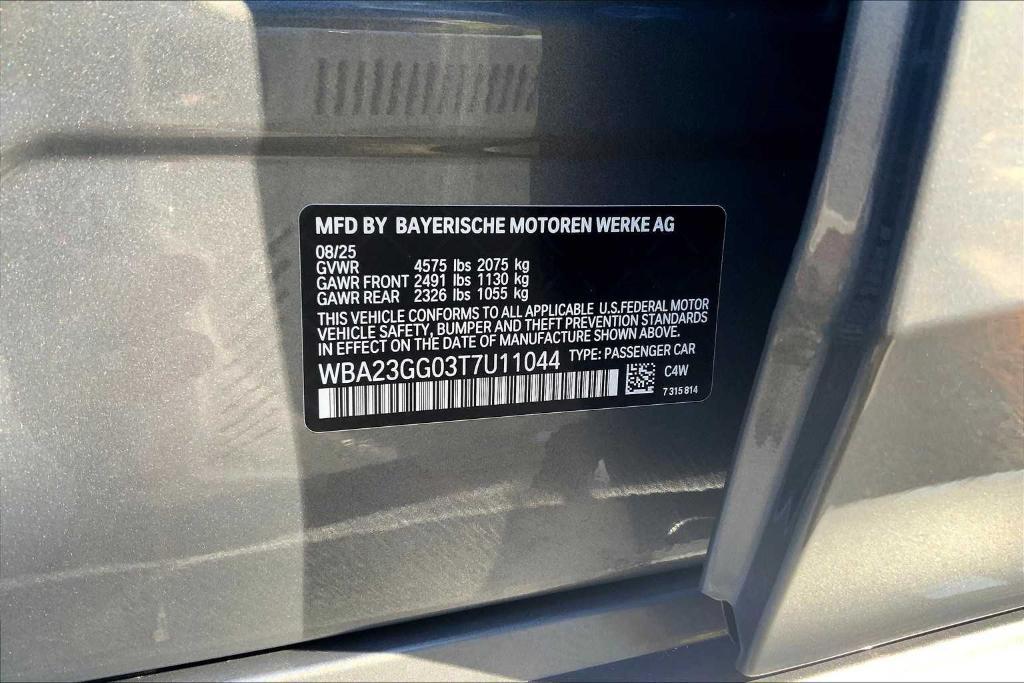 MFD BY BAYERISCHE MOTOREN WERKE AG
08/25
GVWR 4575 lbs 2075 kg
GAWR FRONT 2491 lbs 1130 kg
GAWR REAR 2326 lbs 1055 kg
THIS VEHICLE CONFORMS TO ALL APPLICABLE U.S.FEDERAL MOTOR
VEHICLE SAFETY, BUMPER AND THEFT PREVENTION STANDARDS
IN EFFECT ON THE DATE OF MANUFACTURE SHOWN ABOVE.
WBA23GG03T7U11044 TYPE: PASSENGER CAR
C4W
7 315 814